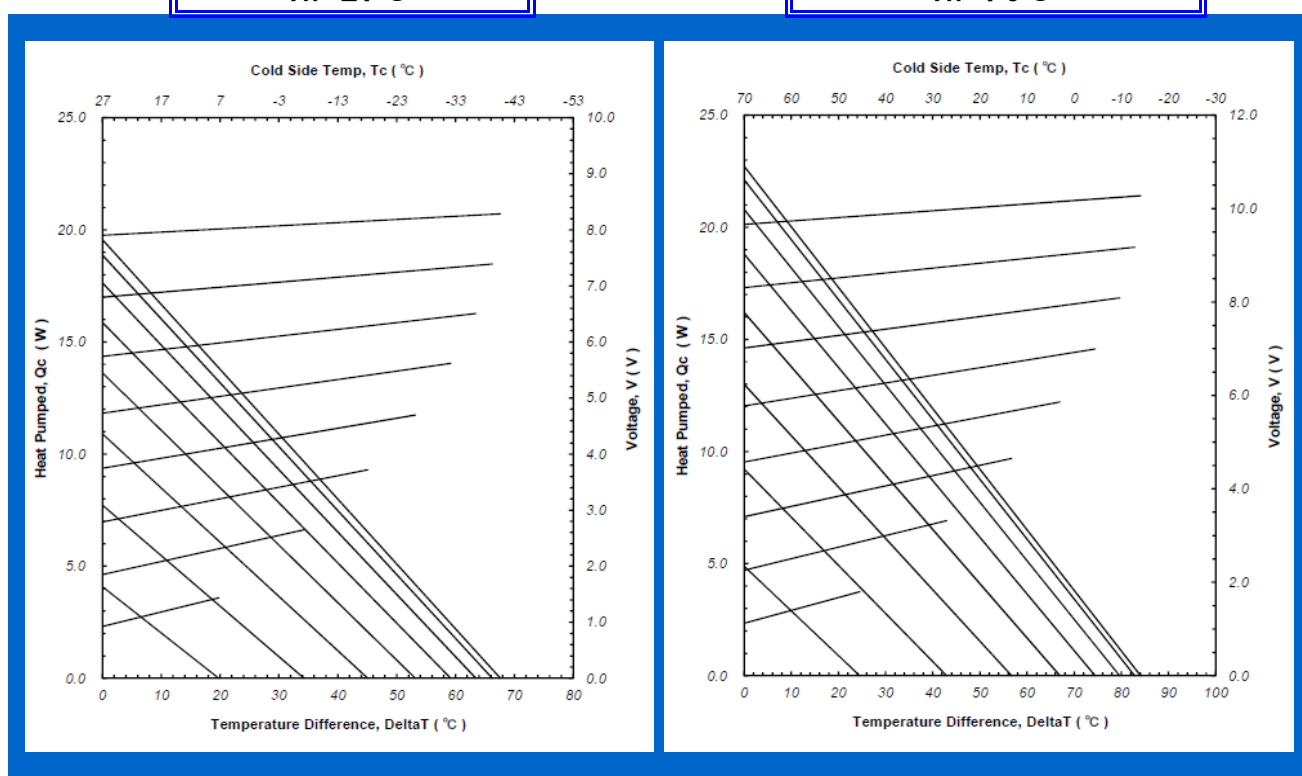 Cold Side Temp, Tc ( °C )
27 17 7 -3 -13 -23 -33 -43 -53
25.0
20.0
15.0
10.0
5.0
0.0
Heat Pumped, Qc ( W )
10.0
9.0
8.0
7.0
6.0
5.0
4.0
3.0
2.0
1.0
0.0
Voltage, V ( V )
0 10 20 30 40 50 60 70 80
Temperature Difference, DeltaT ( °C )
Cold Side Temp, Tc ( °C )
70 60 50 40 30 20 10 0 -10 -20 -30
25.0
20.0
15.0
10.0
5.0
0.0
Heat Pumped, Qc ( W )
12.0
10.0
8.0
6.0
4.0
2.0
0.0
Voltage, V ( V )
0 10 20 30 40 50 60 70 80 90 100
Temperature Difference, DeltaT ( °C )